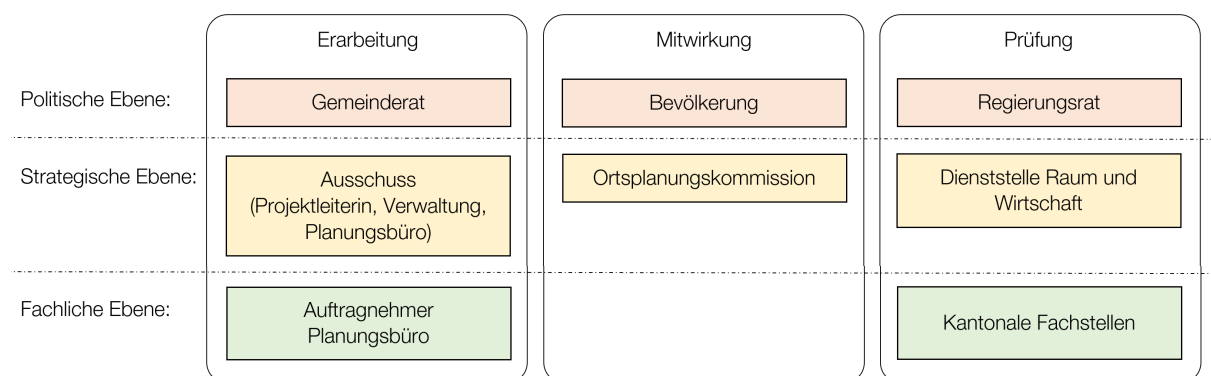 Erarbeitung
Mitwirkung
Prüfung
Politische Ebene:
Gemeinderat
Bevölkerung
Regierungsrat
Strategische Ebene:
Ausschuss
(Projektleiterin, Verwaltung,
Planungsbüro)
Ortsplanungskommission
Dienststelle Raum und
Wirtschaft
Fachliche Ebene:
Auftragnehmer
Planungsbüro
Kantonale Fachstellen